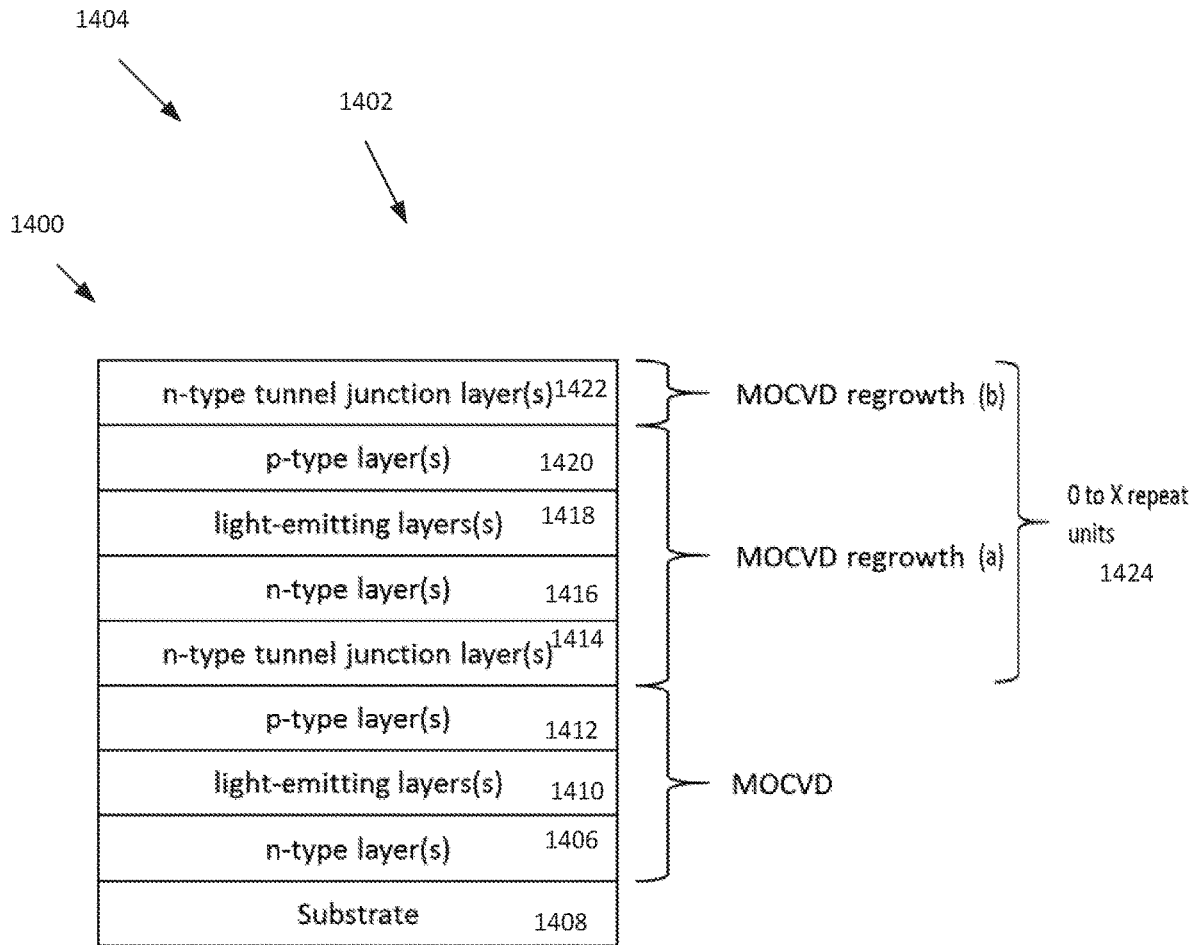 1404
1402
1400
n-type tunnel junction layer(s) 1422
MOCVD regrowth (b)
p-type layer(s) 1420
light-emitting layers(s) 1418
0 to X repeat
units
1424
MOCVD regrowth (a)
n-type layer(s) 1416
n-type tunnel junction layer(s) 1414
p-type layer(s) 1412
light-emitting layers(s) 1410
MOCVD
n-type layer(s) 1406
Substrate 1408